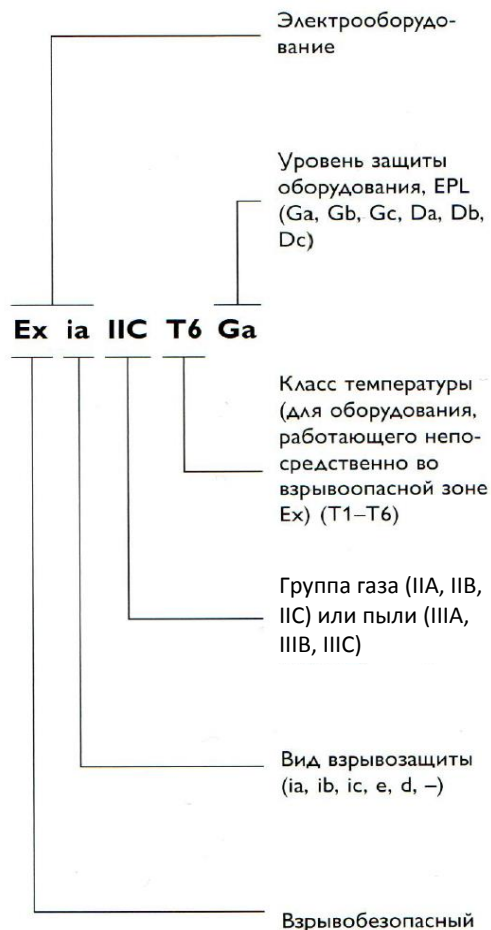 Электрооборудо-
вание
Уровень защиты
оборудования, EPL
(Ga, Gb, Gc, Da, Db,
Dc)
Ex ia IIC T6 Ga
Класс температуры
(для оборудования,
работающего непо-
средственно во
взрывоопасной зоне
Ex) (T1–T6)
Группа газа (IIA, IIB,
IIC) или пыли (IIIA,
IIIB, IIIC)
Вид взрывозащиты
(ia, ib, ic, e, d, –)
Взрывобезопасный